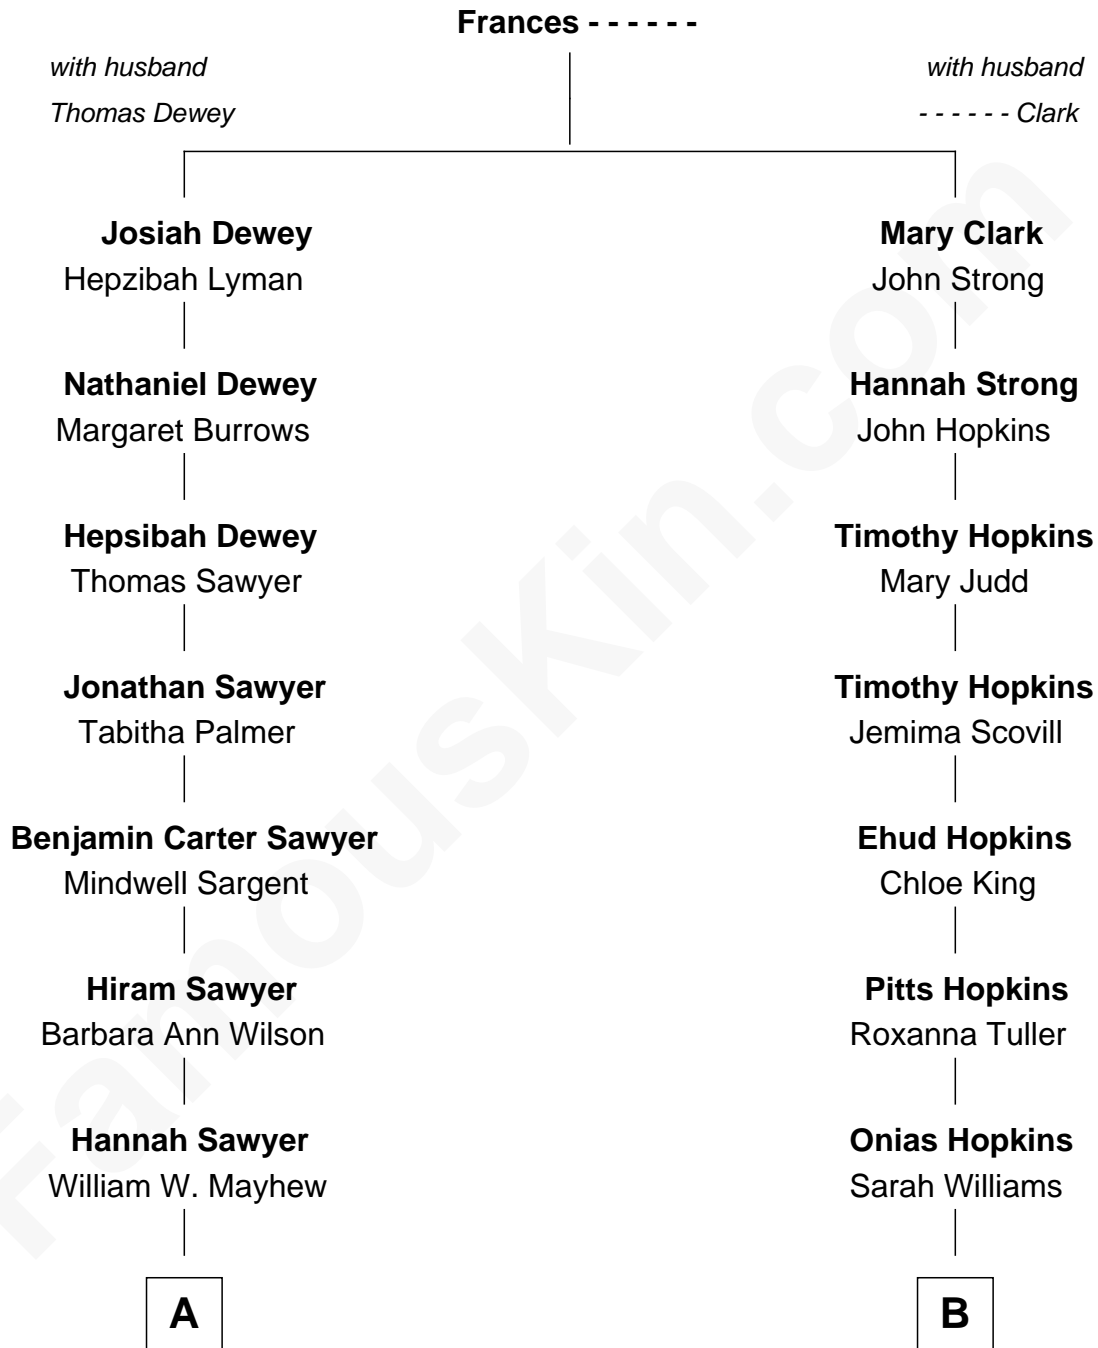 Frances - - - - - -
with husband
Thomas Dewey
with husband
- - - - - - Clark
Josiah Dewey
Hepzibah Lyman
Mary Clark
John Strong
Nathaniel Dewey
Margaret Burrows
Hannah Strong
John Hopkins
Hepsibah Dewey
Thomas Sawyer
Timothy Hopkins
Mary Judd
Jonathan Sawyer
Tabitha Palmer
Timothy Hopkins
Jemima Scovill
Benjamin Carter Sawyer
Mindwell Sargent
Ehud Hopkins
Chloe King
Hiram Sawyer
Barbara Ann Wilson
Pitts Hopkins
Roxanna Tuller
Hannah Sawyer
William W. Mayhew
Onias Hopkins
Sarah Williams
A
B
FamousKin.com